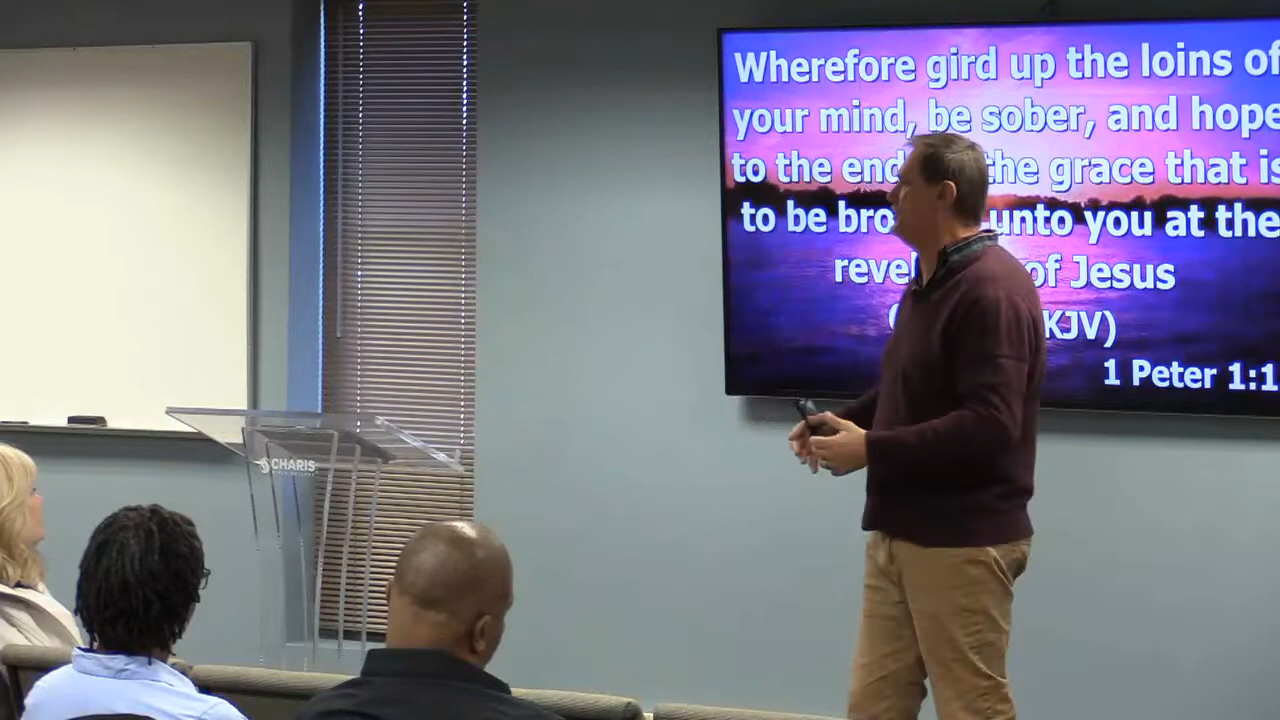 Wherefore gird up the loins of
your mind, be sober, and hope
to the end the grace that is
to be bro unto you at the
revel of Jesus
KJV)
1 Peter 1:1
CHARIS